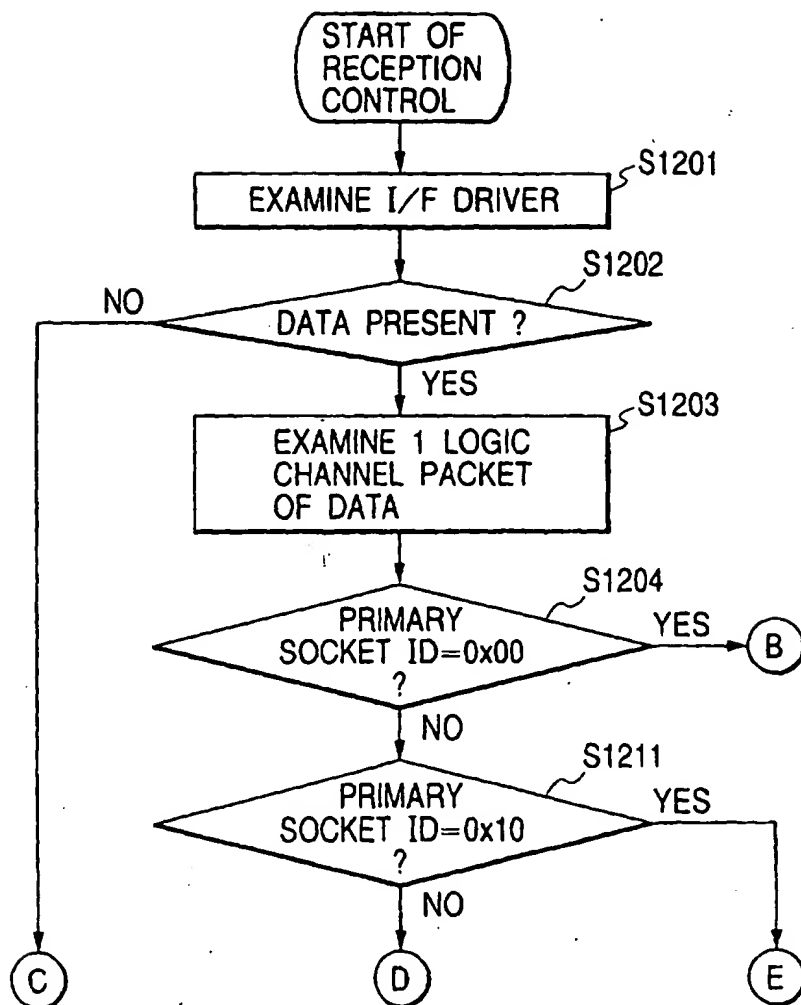 START OF
RECEPTION
CONTROL
S1201
EXAMINE I/F DRIVER
S1202
NO
DATA PRESENT ?
YES
S1203
EXAMINE 1 LOGIC
CHANNEL PACKET
OF DATA
S1204
PRIMARY
SOCKET ID=0x00
?
YES
B
NO
S1211
PRIMARY
SOCKET ID=0x10
?
YES
NO
C
D
E